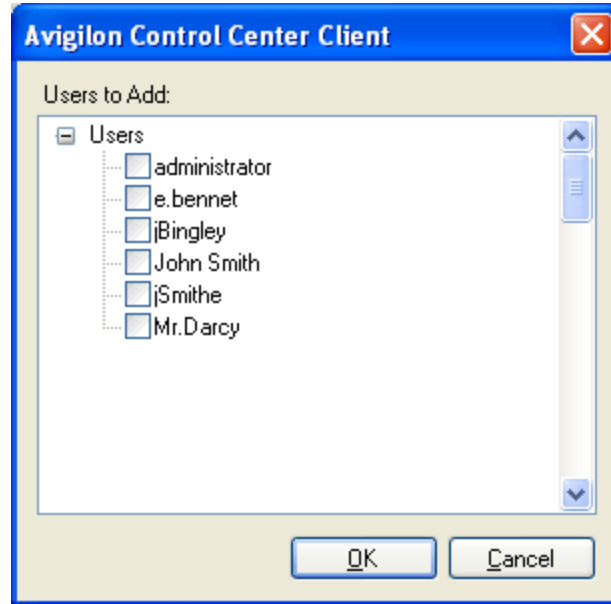 Avigilon Control Center Client
Users to Add:
Users
administrator
e.bennet
jBingley
John Smith
jSmithe
Mr.Darcy
OK
Cancel